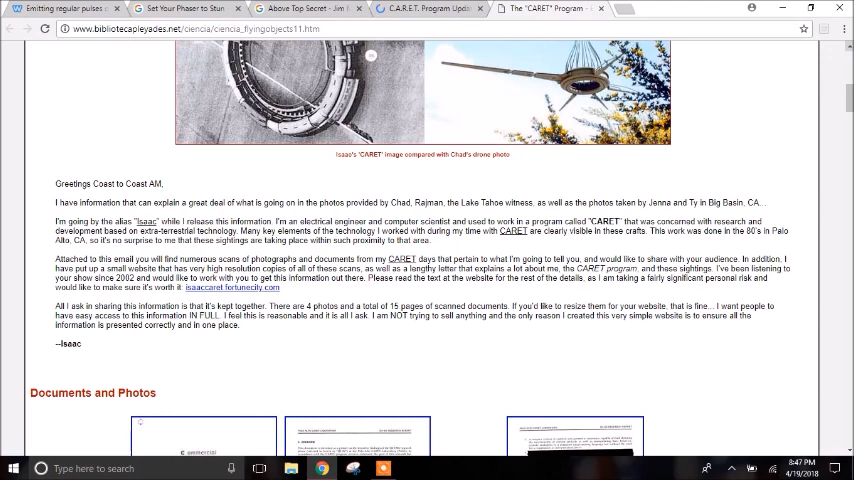 Emitting regular pulses o
Set Your Phaser to Stun
Above Top Secret - Jim M
C.A.R.E.T. Program Upda
The "CARET" Program - E
www.bibliotecapleyades.net/ciencia/ciencia_flyingobjects11.htm
Isaac's 'CARET' image compared with Chad's drone photo
Greetings Coast to Coast AM,
I have information that can explain a great deal of what is going on in the photos provided by Chad, Rajman, the Lake Tahoe witness, as well as the photos taken by Jenna and Ty in Big Basin, CA...
I'm going by the alias "Isaac" while I release this information. I'm an electrical engineer and computer scientist and used to work in a program called "CARET" that was concerned with research and
development based on extra-terrestrial technology. Many key elements of the technology I worked with during my time with CARET are clearly visible in these crafts. This work was done in the 80's in Palo
Alto, CA, so it's no surprise to me that these sightings are taking place within such proximity to that area.
Attached to this email you will find numerous scans of photographs and documents from my CARET days that pertain to what I'm going to tell you, and would like to share with your audience. In addition, I
have put up a small website that has very high resolution copies of all of these scans, as well as a lengthy letter that explains a lot about me, the CARET program, and these sightings. I've been listening to
your show since 2002 and would like to work with you to get this information out there. Please read the text at the website for the rest of the details, as I am taking a fairly significant personal risk and
would like to make sure it's worth it: isaaccaret.fortunecity.com
All I ask in sharing this information is that it's kept together. There are 4 photos and a total of 15 pages of scanned documents. If you'd like to resize them for your website, that is fine... I want people to
have easy access to this information IN FULL. I feel this is reasonable and it is all I ask. I am NOT trying to sell anything and the only reason I created this very simple website is to ensure all the
information is presented correctly and in one place.
--Isaac
Documents and Photos
Type here to search
8:47 PM
4/19/2018